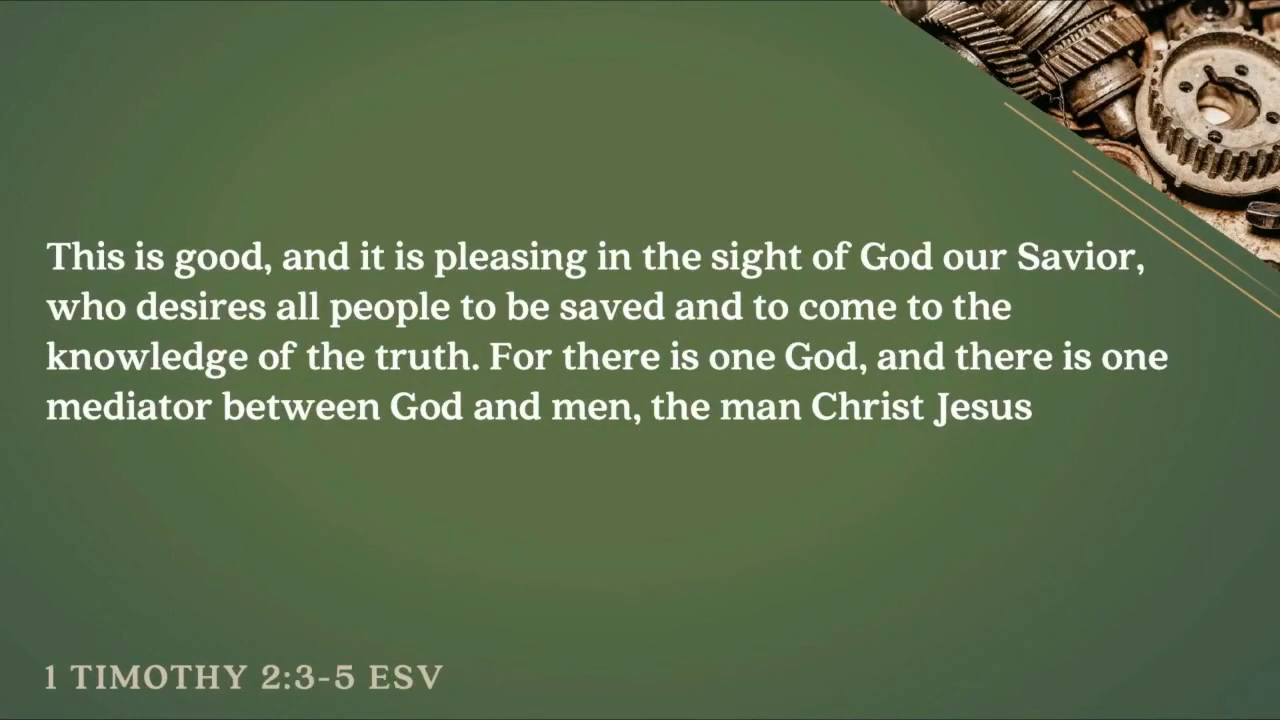 This is good, and it is pleasing in the sight of God our Savior,
who desires all people to be saved and to come to the
knowledge of the truth. For there is one God, and there is one
mediator between God and men, the man Christ Jesus
1 TIMOTHY 2:3-5 ESV